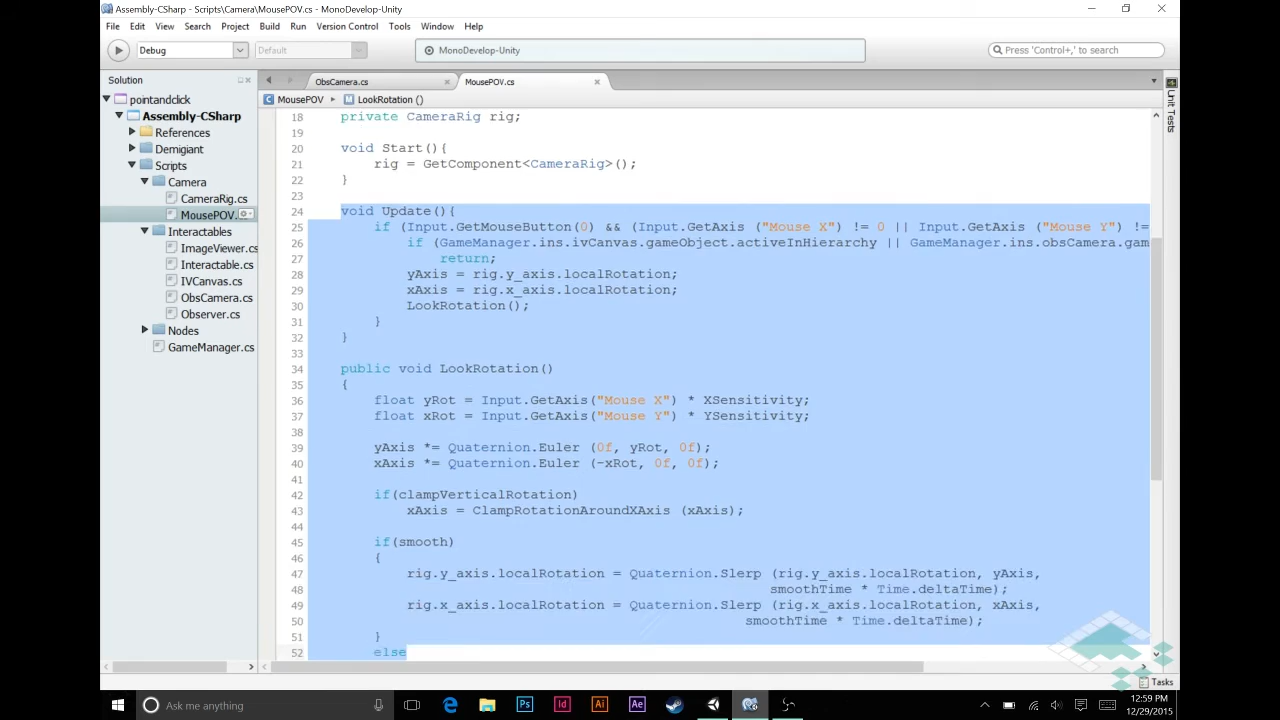 Assembly-CSharp - Scripts\Camera\MousePOV.cs - MonoDevelop-Unity
File Edit View Search Project Build Run Version Control Tools Window Help
Debug Default MonoDevelop-Unity Press 'Control+,' to search
Solution
ObsCamera.cs MousePOV.cs
MousePOV LookRotation ()
pointandclick
Assembly-CSharp
References
Demigiant
Scripts
Camera
CameraRig.cs
MousePOV.
Interactables
ImageViewer.cs
Interactable.cs
IVCanvas.cs
ObsCamera.cs
Observer.cs
Nodes
GameManager.cs
18 private CameraRig rig;
19
20 void Start(){
21 rig = GetComponent<CameraRig>();
22 }
23
24 void Update(){
25 if (Input.GetMouseButton(0) && (Input.GetAxis ("Mouse X") != 0 || Input.GetAxis ("Mouse Y") !=
26 if (GameManager.ins.ivCanvas.gameObject.activeInHierarchy || GameManager.ins.obsCamera.gam
27 return;
28 yAxis = rig.y_axis.localRotation;
29 xAxis = rig.x_axis.localRotation;
30 LookRotation();
31 }
32 }
33
34 public void LookRotation()
35 {
36 float yRot = Input.GetAxis("Mouse X") * XSensitivity;
37 float xRot = Input.GetAxis("Mouse Y") * YSensitivity;
38
39 yAxis *= Quaternion.Euler (0f, yRot, 0f);
40 xAxis *= Quaternion.Euler (-xRot, 0f, 0f);
41
42 if(clampVerticalRotation)
43 xAxis = ClampRotationAroundXAxis (xAxis);
44
45 if(smooth)
46 {
47 rig.y_axis.localRotation = Quaternion.Slerp (rig.y_axis.localRotation, yAxis,
48 smoothTime * Time.deltaTime);
49 rig.x_axis.localRotation = Quaternion.Slerp (rig.x_axis.localRotation, xAxis,
50 smoothTime * Time.deltaTime);
51 }
52 else
Unit Tests
Tasks
Ask me anything
Ps Id Ai Ae
12:59 PM
12/29/2015